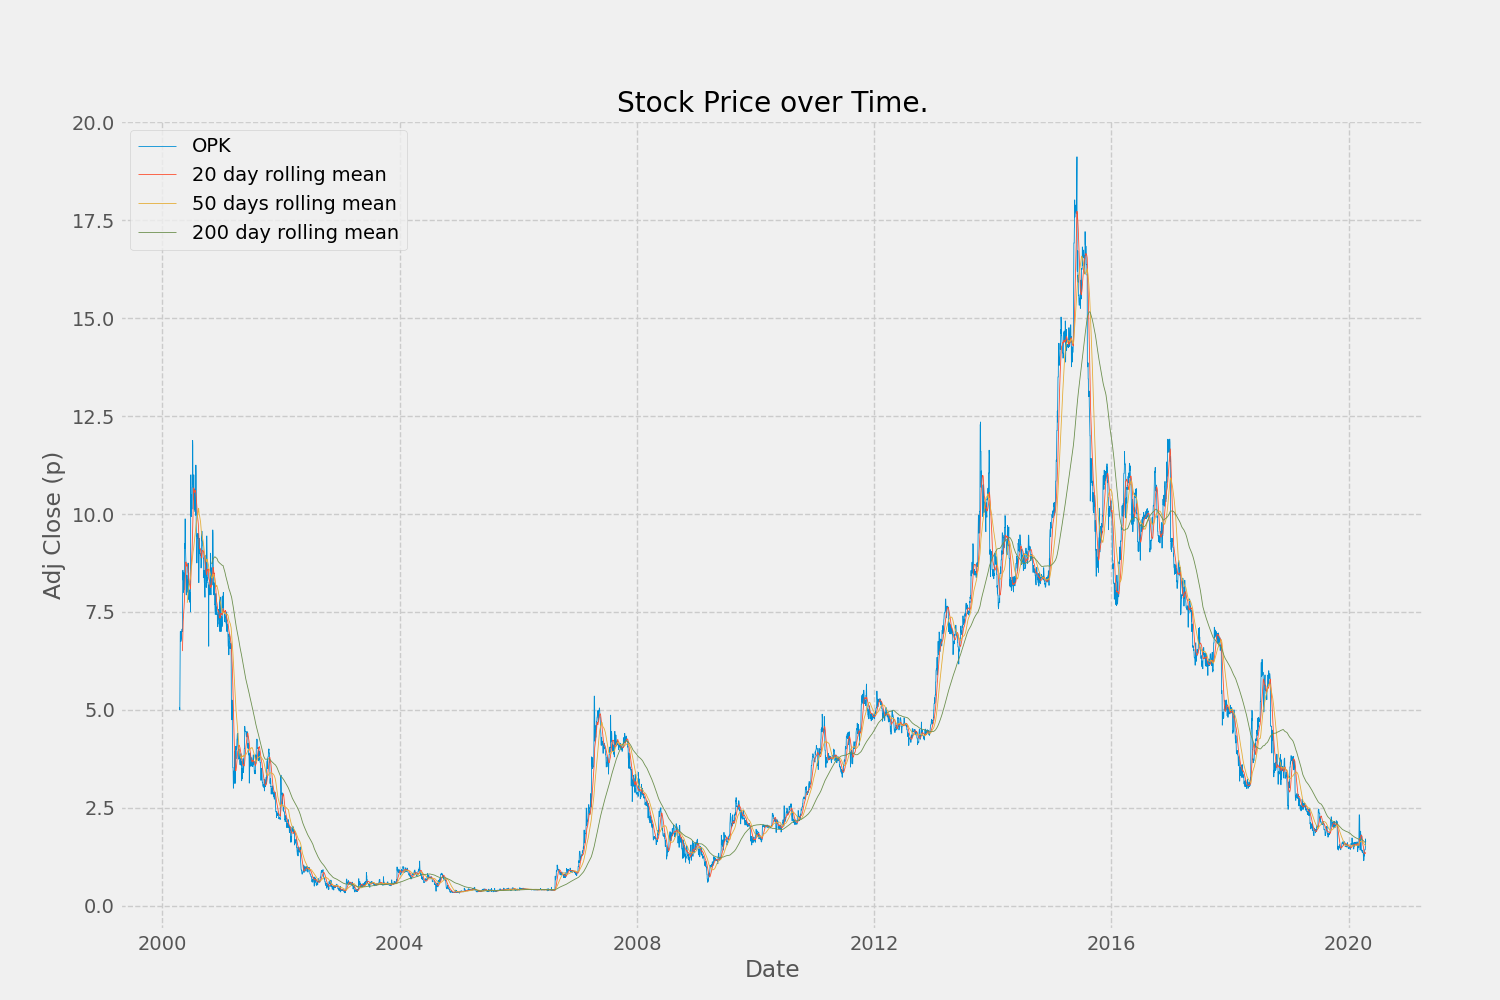 Stock Price over Time.
20.0
17.5
15.0
12.5
10.0
7.5
5.0
2.5
0.0
Adj Close (p)
OPK
20 day rolling mean
50 days rolling mean
200 day rolling mean
2000 2004 2008 2012 2016 2020
Date